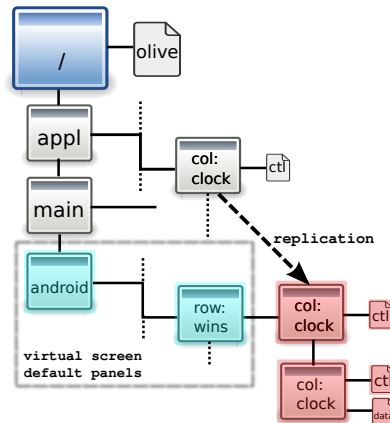 /
olive
appl
col:
clock
ctl
main
replication
android
row:
wins
col:
clock
ctl
virtual screen
default panels
col:
clock
ctl
data